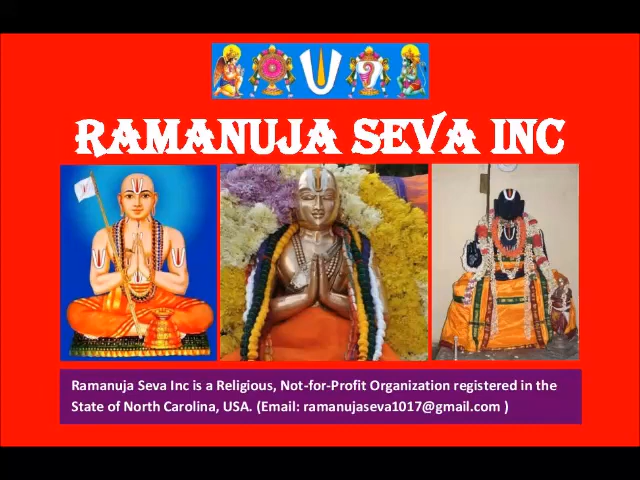 RAMANUJA SEVA INC
Ramanuja Seva Inc is a Religious, Not-for-Profit Organization registered in the
State of North Carolina, USA. (Email: ramanujaseva1017@gmail.com )